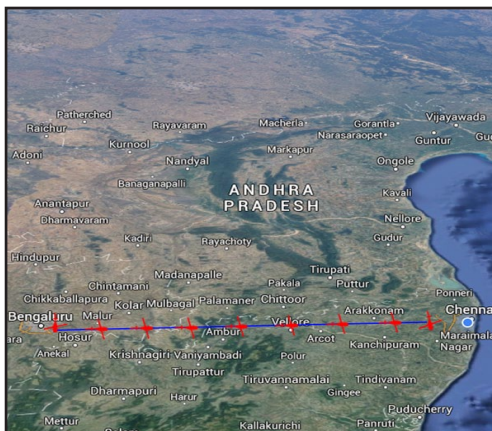 Patherched
Raichur
Rayavaram
Macherla
Gorantla
Vijayawada
Narasaraopet
Guntur
Gu
Adoni
Kurnool
Markapur
Nandyal
Ongole
Banaganapalli
ANDHRA
PRADESH
Kavali
Anantapur
Dharmavaram
Nellore
Kadiri
Rayachoty
Gudur
Hindupur
Madanapalle
Tirupati
Chintamani
Pakala
Puttur
Chikkaballapura
Ponneri
Kolar
Mulbagal
Palamaner
Chittoor
Bengaluru
Malur
Vellore
Arakkonam
Chenna
ara
Hosur
Ambur
Arcot
Kanchipuram
Maraimala
Nagar
Anekal
Krishnagiri
Vaniyambadi
Polur
Tirupattur
Tiruvannamalai
Tindivanam
Dharmapuri
Harur
Gingee
Puducherry
Mettur
Kallakurichi
Panruti